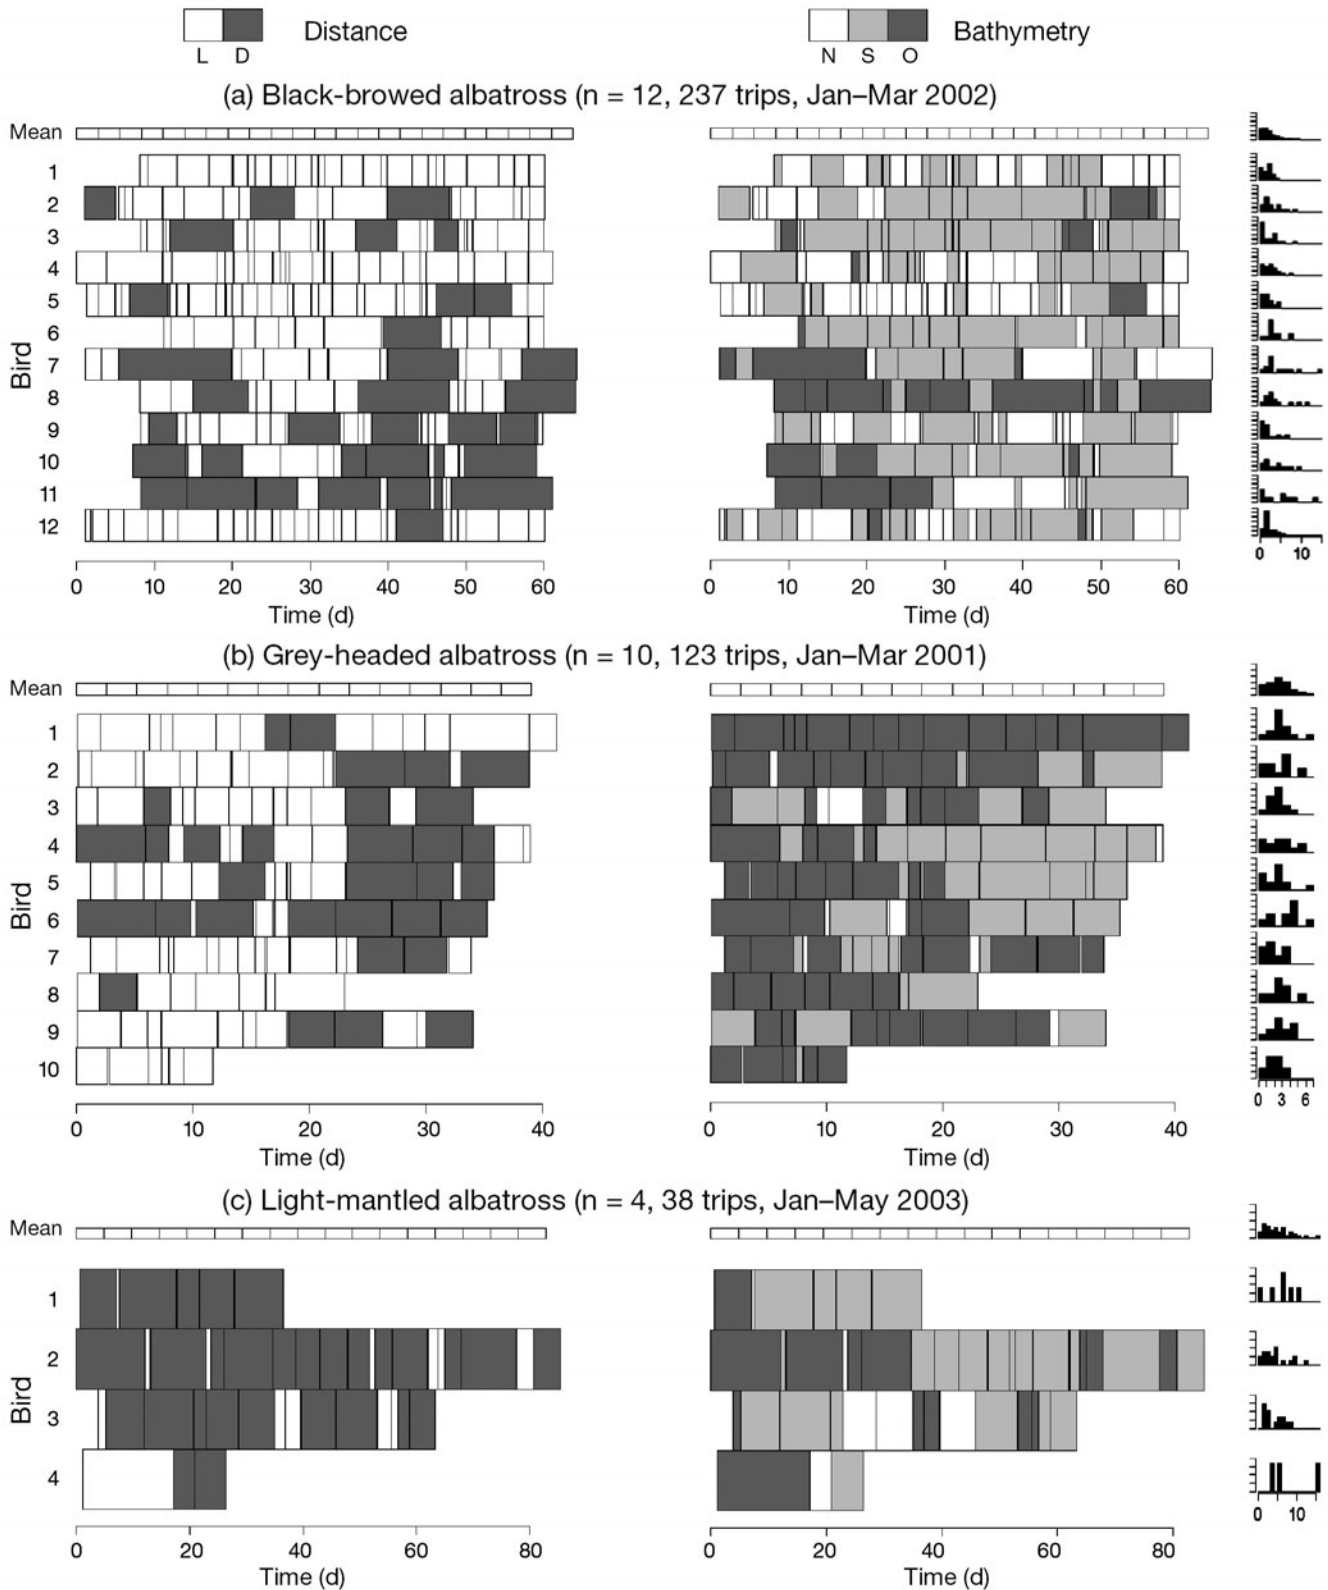 Distance
L D
Bathymetry
N S O
(a) Black-browed albatross (n = 12, 237 trips, Jan–Mar 2002)
Mean
1
2
3
4
5
6
7
8
9
10
11
12
Bird
0 10 20 30 40 50 60
Time (d)
0 10 20 30 40 50 60
Time (d)
0 10
(b) Grey-headed albatross (n = 10, 123 trips, Jan–Mar 2001)
Mean
1
2
3
4
5
6
7
8
9
10
Bird
0 10 20 30 40
Time (d)
0 10 20 30 40
Time (d)
0 3 6
(c) Light-mantled albatross (n = 4, 38 trips, Jan–May 2003)
Mean
1
2
3
4
Bird
0 20 40 60 80
Time (d)
0 20 40 60 80
Time (d)
0 10